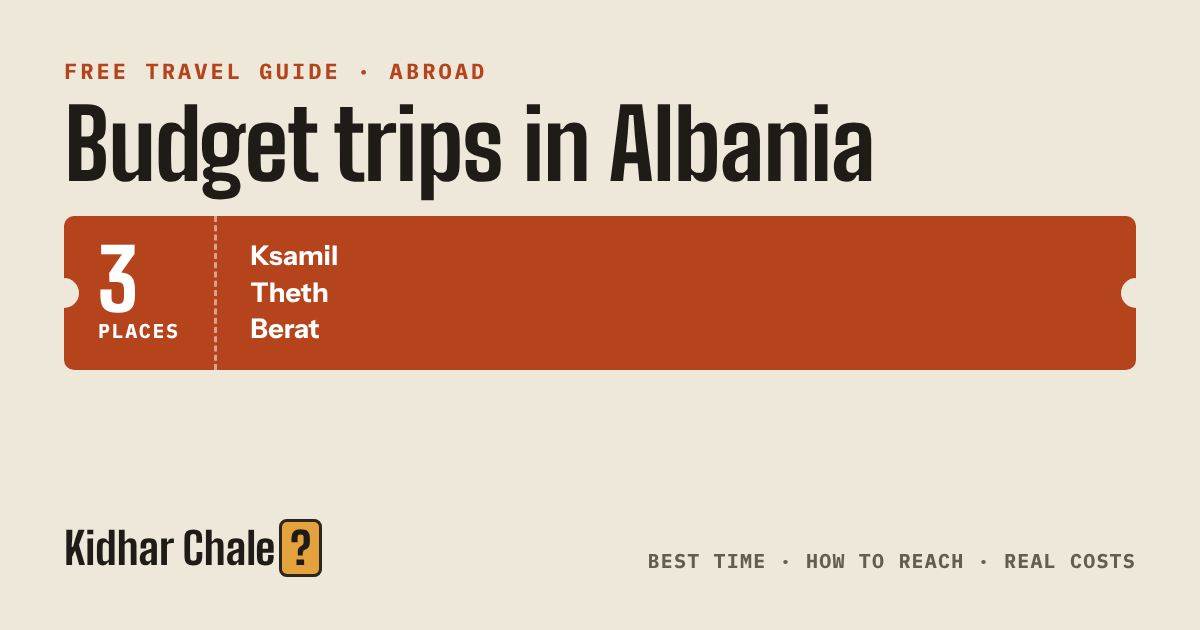 FREE TRAVEL GUIDE · ABROAD
Budget trips in Albania
3
PLACES
Ksamil
Theth
Berat
Kidhar Chale ?
BEST TIME · HOW TO REACH · REAL COSTS